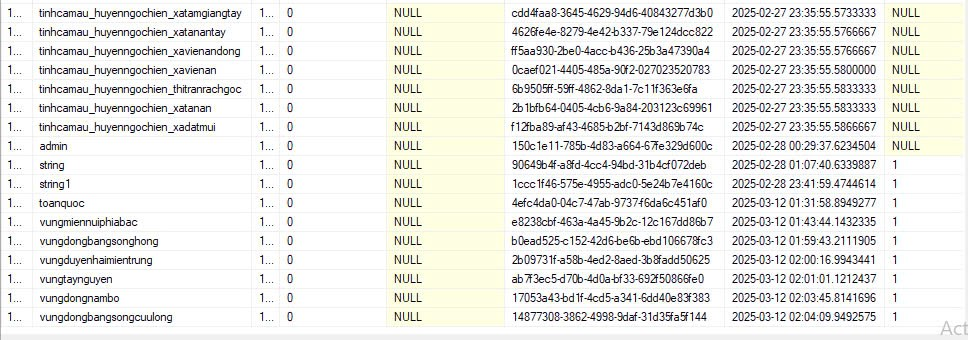 1... tinhcamau_huyenngochien_xatamgiangtay 1... 0 NULL cdd4faa8-3645-4629-94d6-40843277d3b0 2025-02-27 23:35:55.5733333 NULL
1... tinhcamau_huyenngochien_xatanantay 1... 0 NULL 4626fe4e-8279-4e42-b337-79e124dcc822 2025-02-27 23:35:55.5766667 NULL
1... tinhcamau_huyenngochien_xavienandong 1... 0 NULL ff5aa930-2be0-4acc-b436-25b3a47390a4 2025-02-27 23:35:55.5766667 NULL
1... tinhcamau_huyenngochien_xavienan 1... 0 NULL 0caef021-4405-485a-90f2-027023520783 2025-02-27 23:35:55.5800000 NULL
1... tinhcamau_huyenngochien_thitranrachgoc 1... 0 NULL 6b9505ff-59ff-4862-8da1-7c11f363e6fa 2025-02-27 23:35:55.5833333 NULL
1... tinhcamau_huyenngochien_xatanan 1... 0 NULL 2b1bfb64-0405-4cb6-9a84-203123c69961 2025-02-27 23:35:55.5833333 NULL
1... tinhcamau_huyenngochien_xadatmui 1... 0 NULL f12fba89-af43-4685-b2bf-7143d869b74c 2025-02-27 23:35:55.5866667 NULL
1... admin 1... 0 NULL 150c1e11-785b-4d83-a664-67fe329d600c 2025-02-28 00:29:37.6234504 NULL
1... string 1... 0 NULL 90649b4f-a8fd-4cc4-94bd-31b4cf072deb 2025-02-28 01:07:40.6339887 1
1... string1 1... 0 NULL 1ccc1f46-575e-4955-adc0-5e24b7e4160c 2025-02-28 23:41:59.4744614 1
1... toanquoc 1... 0 NULL 4efc4da0-04c7-47ab-9737-f6da6c451af0 2025-03-12 01:31:58.8949277 1
1... vungmiennuiphiabac 1... 0 NULL e8238cbf-463a-4a45-9b2c-12c167dd86b7 2025-03-12 01:43:44.1432335 1
1... vungdongbangsonghong 1... 0 NULL b0ead525-c152-42d6-be6b-ebd106678fc3 2025-03-12 01:59:43.2111905 1
1... vungduyenhaimientrung 1... 0 NULL 2b09731f-a58b-4ed2-8aed-3b8fadd50625 2025-03-12 02:00:16.9943441 1
1... vungtaynguyen 1... 0 NULL ab7f3ec5-d70b-4d0a-bf33-692f50866fe0 2025-03-12 02:01:01.1212437 1
1... vungdongnambo 1... 0 NULL 17053a43-bd1f-4cd5-a341-6dd40e83f383 2025-03-12 02:03:45.8141696 1
1... vungdongbangsongcuulong 1... 0 NULL 14877308-3862-4998-9daf-31d35fa5f144 2025-03-12 02:04:09.9492575 1
Act